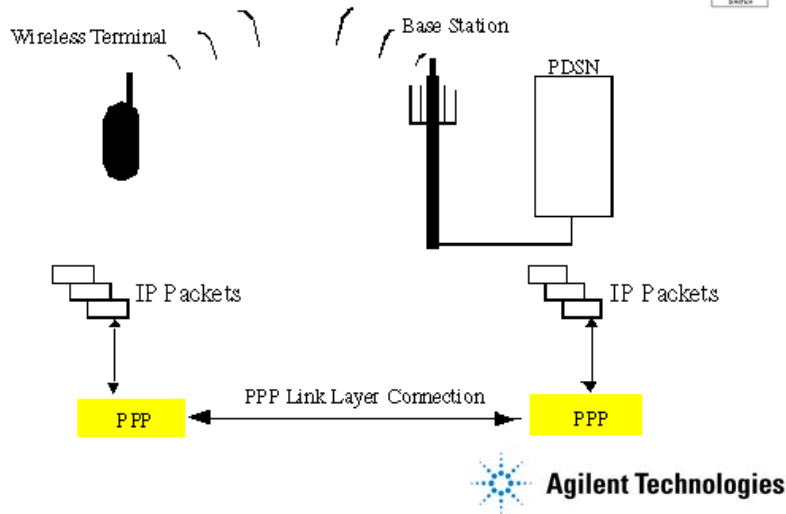 Wireless Terminal
Base Station
PDSN
IP Packets
IP Packets
PPP Link Layer Connection
PPP
PPP
Agilent Technologies